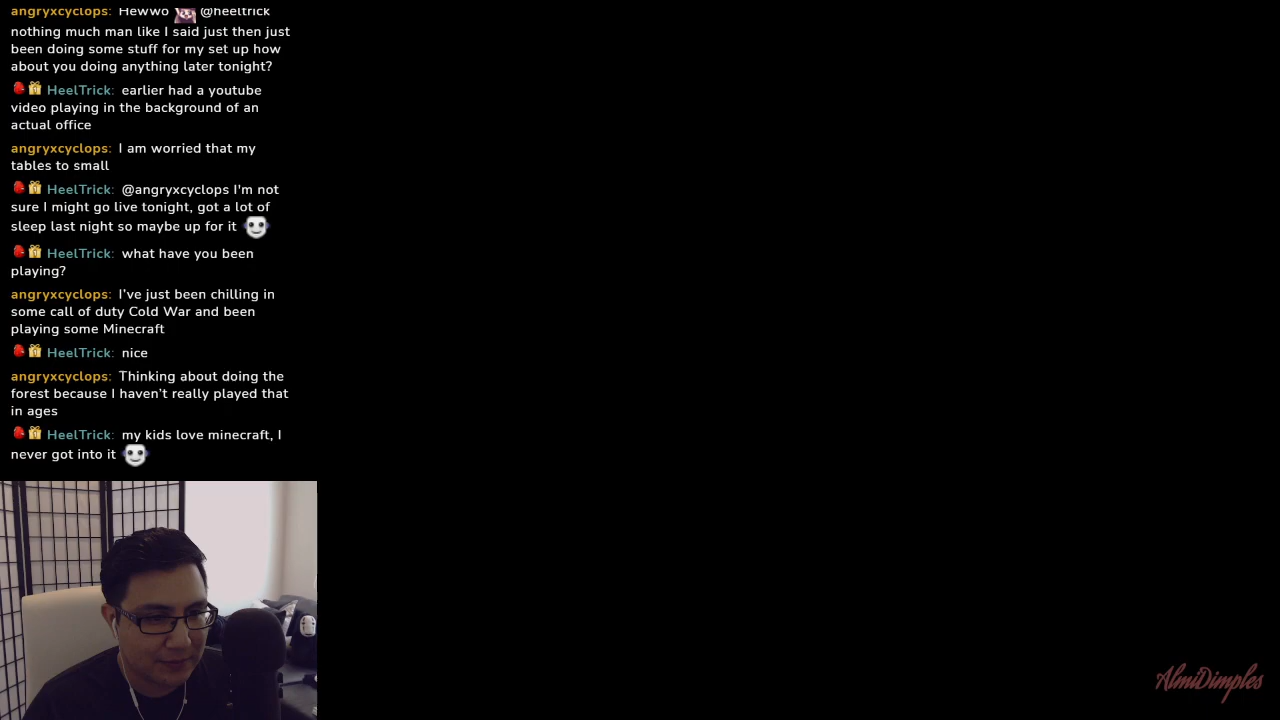 angryxcyclops: Hewwo @heeltrick
nothing much man like I said just then just
been doing some stuff for my set up how
about you doing anything later tonight?
HeelTrick: earlier had a youtube
video playing in the background of an
actual office
angryxcyclops: I am worried that my
tables to small
HeelTrick: @angryxcyclops I'm not
sure I might go live tonight, got a lot of
sleep last night so maybe up for it
HeelTrick: what have you been
playing?
angryxcyclops: I've just been chilling in
some call of duty Cold War and been
playing some Minecraft
HeelTrick: nice
angryxcyclops: Thinking about doing the
forest because I haven't really played that
in ages
HeelTrick: my kids love minecraft, I
never got into it
AlmiDimples